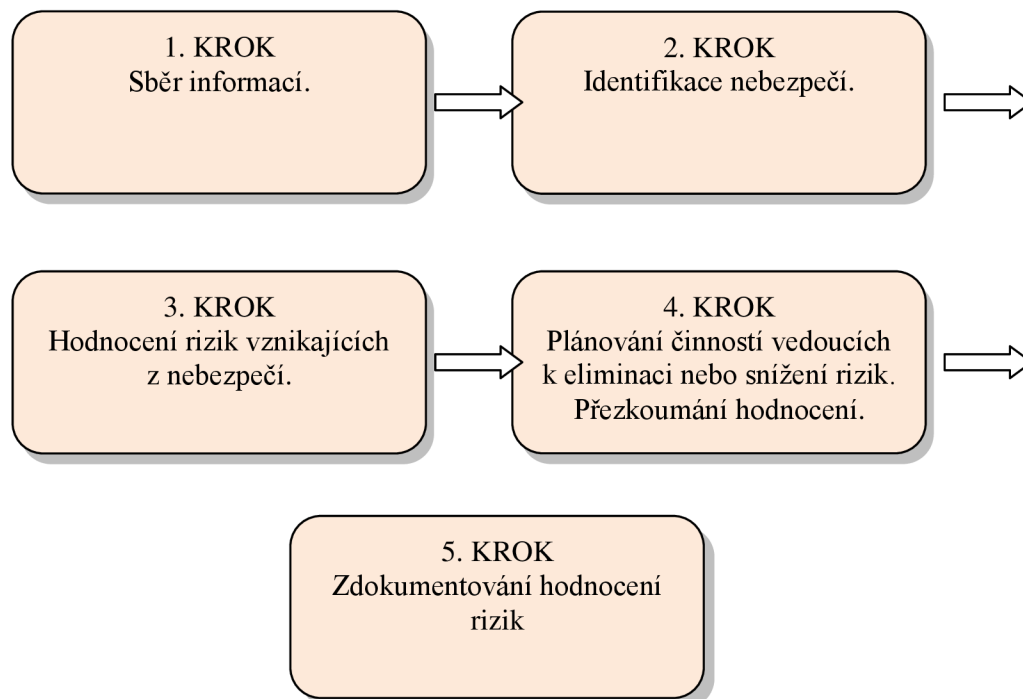 1. KROK
Sběr informací.
2. KROK
Identifikace nebezpečí.
3. KROK
Hodnocení rizik vznikajících
z nebezpečí.
4. KROK
Plánování činností vedoucích
k eliminaci nebo snížení rizik.
Přezkoumání hodnocení.
5. KROK
Zdokumentování hodnocení
rizik